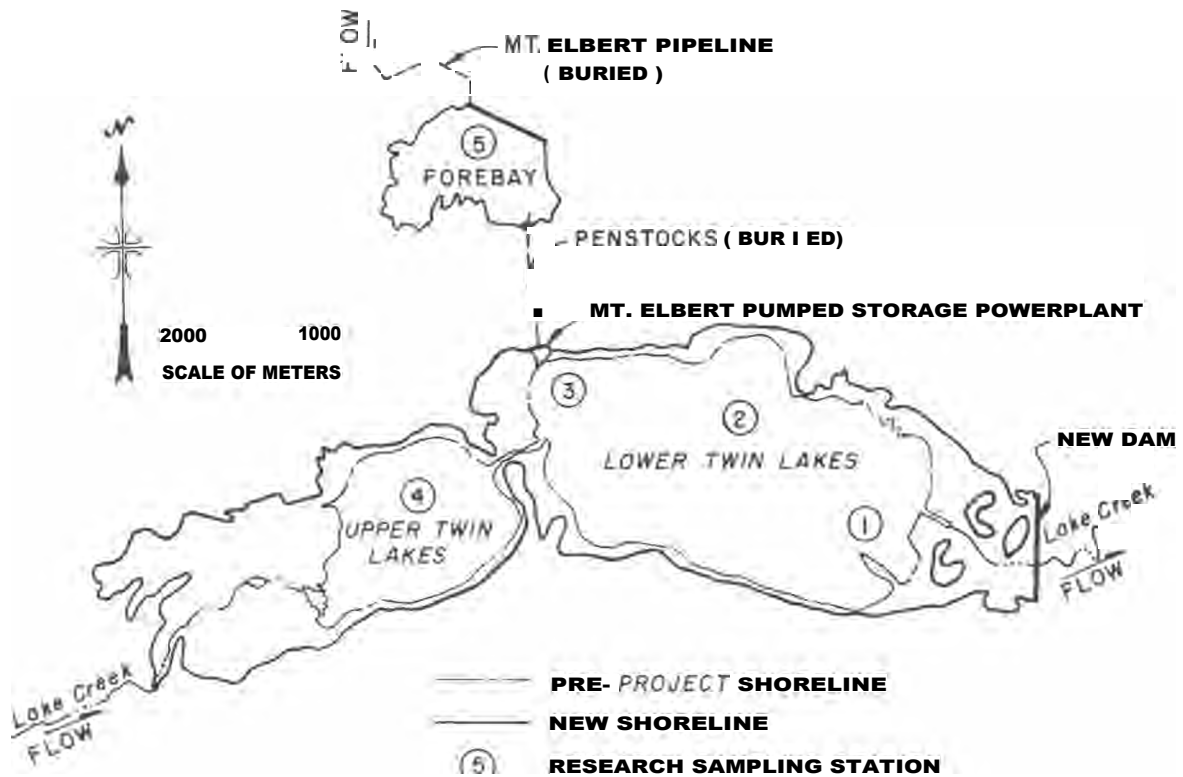 FLOW
MT. ELBERT PIPELINE
( BURIED )
N
5
FOREBAY
PENSTOCKS ( BUR I ED)
MT. ELBERT PUMPED STORAGE POWERPLANT
2000 1000
SCALE OF METERS
3
2
NEW DAM
LOWER TWIN LAKES
4
1
Lake Creek
UPPER TWIN
LAKES
FLOW
PRE- PROJECT SHORELINE
Lake Creek
NEW SHORELINE
FLOW
5 RESEARCH SAMPLING STATION